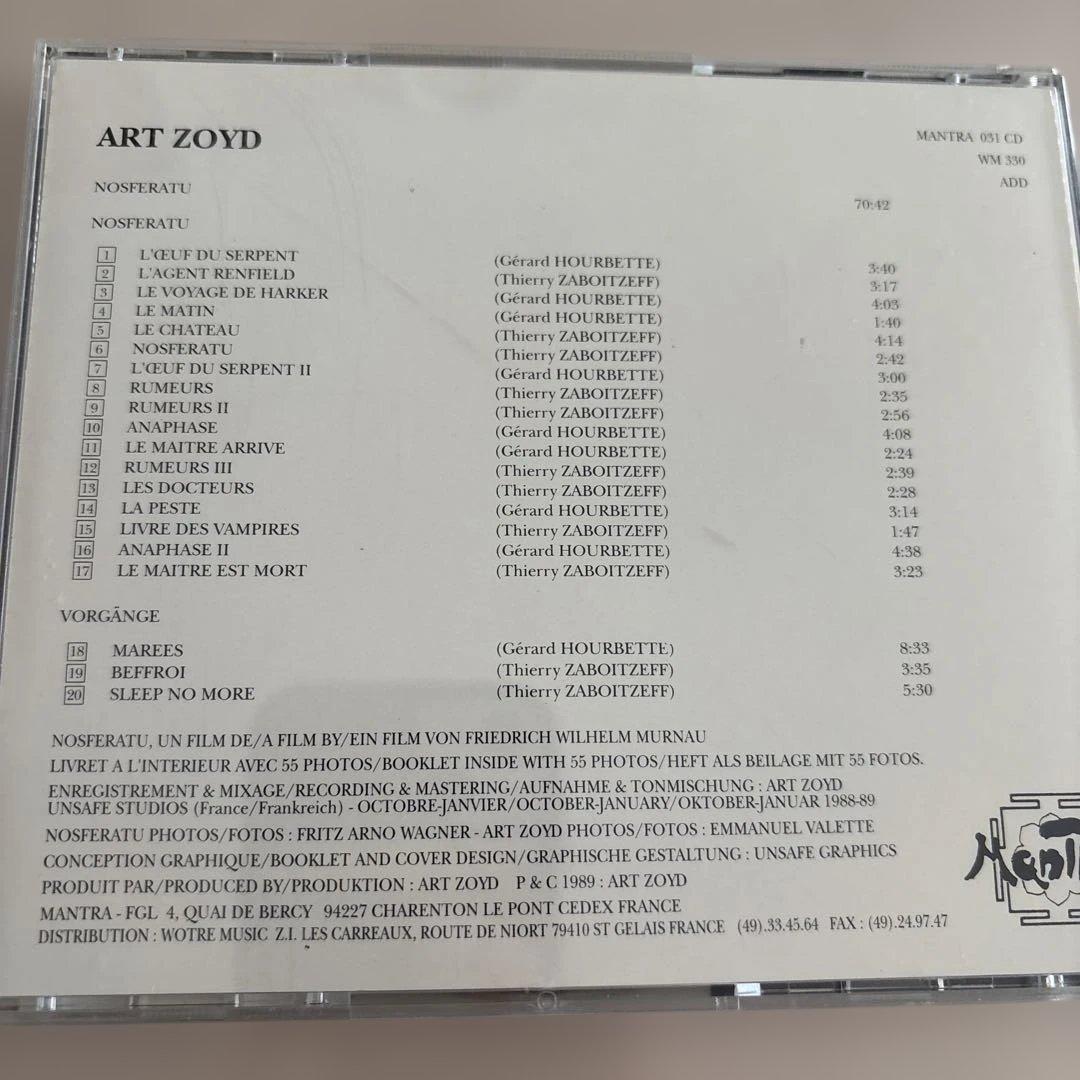 ART ZOYD
MANTRA 031 CD
WM 330
ADD
NOSFERATU
70:42
NOSFERATU
1 L'ŒUF DU SERPENT (Gérard HOURBETTE) 3:40
2 L'AGENT RENFIELD (Thierry ZABOITZEFF) 3:17
3 LE VOYAGE DE HARKER (Gérard HOURBETTE) 4:03
4 LE MATIN (Gérard HOURBETTE) 1:40
5 LE CHATEAU (Thierry ZABOITZEFF) 4:14
6 NOSFERATU (Thierry ZABOITZEFF) 2:42
7 L'ŒUF DU SERPENT II (Gérard HOURBETTE) 3:00
8 RUMEURS (Thierry ZABOITZEFF) 2:35
9 RUMEURS II (Thierry ZABOITZEFF) 2:56
10 ANAPHASE (Gérard HOURBETTE) 4:08
11 LE MAITRE ARRIVE (Gérard HOURBETTE) 2:24
12 RUMEURS III (Thierry ZABOITZEFF) 2:39
13 LES DOCTEURS (Thierry ZABOITZEFF) 2:28
14 LA PESTE (Gérard HOURBETTE) 3:14
15 LIVRE DES VAMPIRES (Thierry ZABOITZEFF) 1:47
16 ANAPHASE II (Gérard HOURBETTE) 4:38
17 LE MAITRE EST MORT (Thierry ZABOITZEFF) 3:23
VORGÄNGE
18 MAREES (Gérard HOURBETTE) 8:33
19 BEFFROI (Thierry ZABOITZEFF) 3:35
20 SLEEP NO MORE (Thierry ZABOITZEFF) 5:30
NOSFERATU, UN FILM DE/A FILM BY/EIN FILM VON FRIEDRICH WILHELM MURNAU
LIVRET A L'INTERIEUR AVEC 55 PHOTOS/BOOKLET INSIDE WITH 55 PHOTOS/HEFT ALS BEILAGE MIT 55 FOTOS.
ENREGISTREMENT & MIXAGE/RECORDING & MASTERING/AUFNAHME & TONMISCHUNG : ART ZOYD
UNSAFE STUDIOS (France/Frankreich) - OCTOBRE-JANVIER/OCTOBER-JANUARY/OKTOBER-JANUAR 1988-89
NOSFERATU PHOTOS/FOTOS : FRITZ ARNO WAGNER - ART ZOYD PHOTOS/FOTOS : EMMANUEL VALETTE
CONCEPTION GRAPHIQUE/BOOKLET AND COVER DESIGN/GRAPHISCHE GESTALTUNG : UNSAFE GRAPHICS
PRODUIT PAR/PRODUCED BY/PRODUKTION : ART ZOYD P & C 1989 : ART ZOYD
MANTRA - FGL 4, QUAI DE BERCY 94227 CHARENTON LE PONT CEDEX FRANCE
DISTRIBUTION : WOTRE MUSIC Z.I. LES CARREAUX, ROUTE DE NIORT 79410 ST GELAIS FRANCE (49).33.45.64 FAX : (49).24.97.47